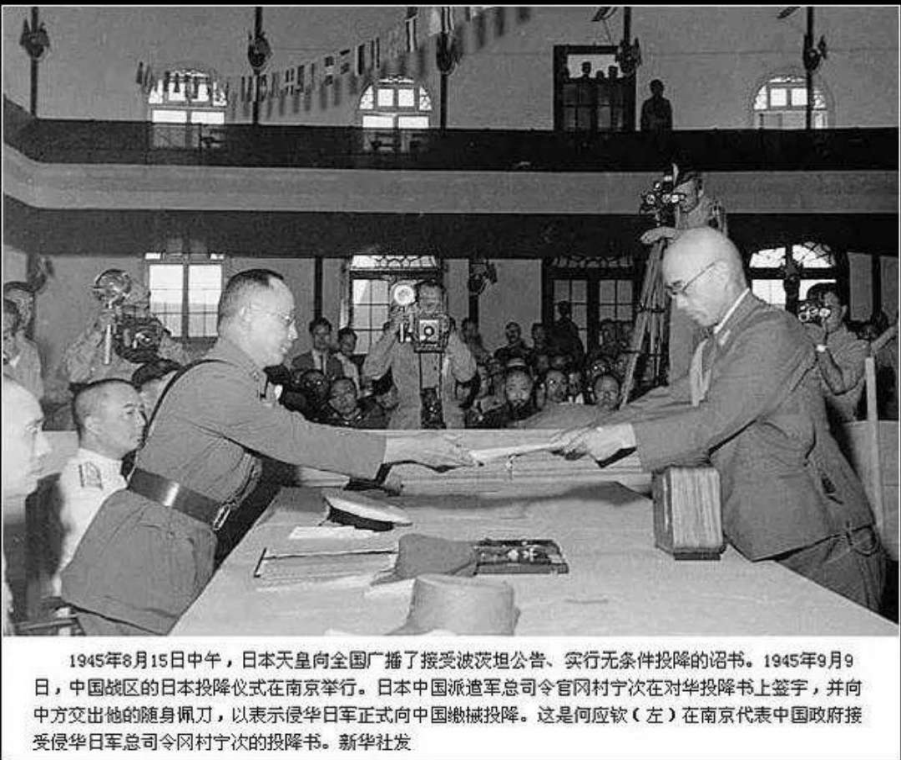 1945年8月15日中午，日本天皇向全国广播了接受波茨坦公告、实行无条件投降的诏书。1945年9月9
日，中国战区的日本投降仪式在南京举行。日本中国派遣军总司令官冈村宁次在对华投降书上签字，并向
中方交出他的随身佩刀，以表示侵华日军正式向中国缴械投降。这是何应钦（左）在南京代表中国政府接
受侵华日军总司令冈村宁次的投降书。新华社发